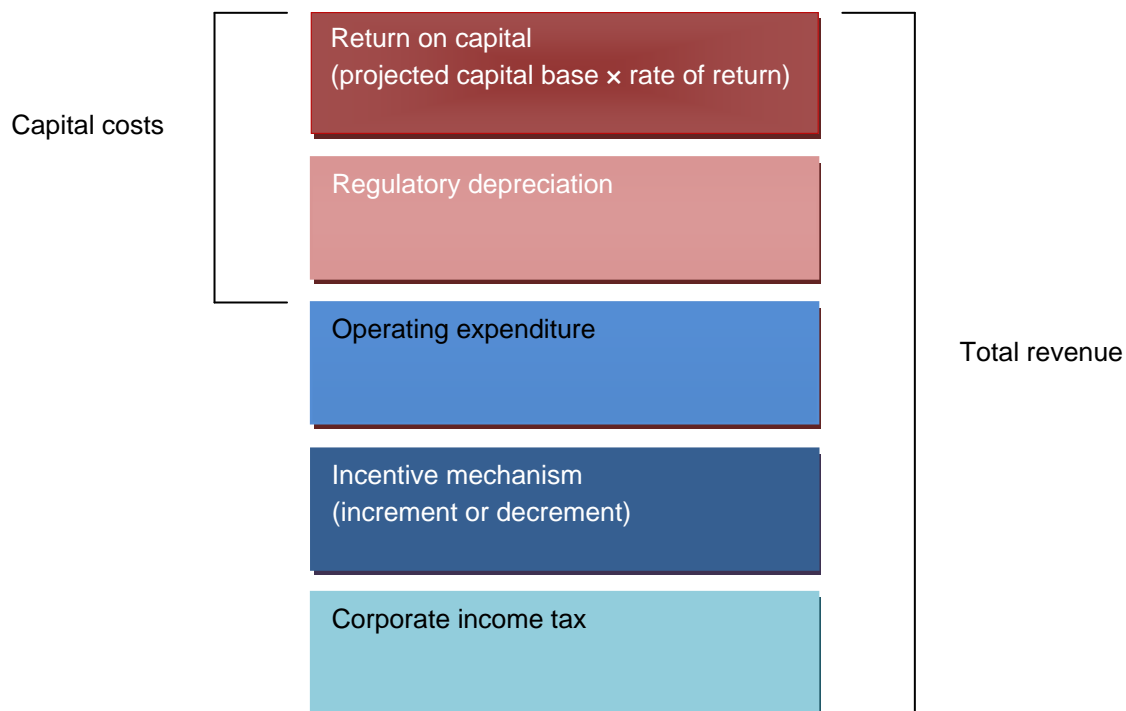 Return on capital
(projected capital base × rate of return)
Capital costs
Regulatory depreciation
Operating expenditure
Total revenue
Incentive mechanism
(increment or decrement)
Corporate income tax